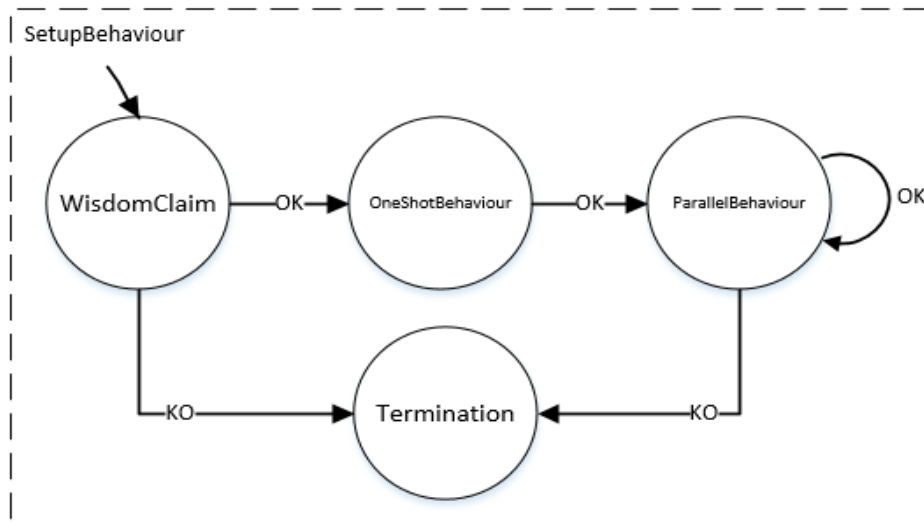 SetupBehaviour
WisdomClaim
OK
OneShotBehaviour
OK
ParallelBehaviour
OK
KO
Termination
KO